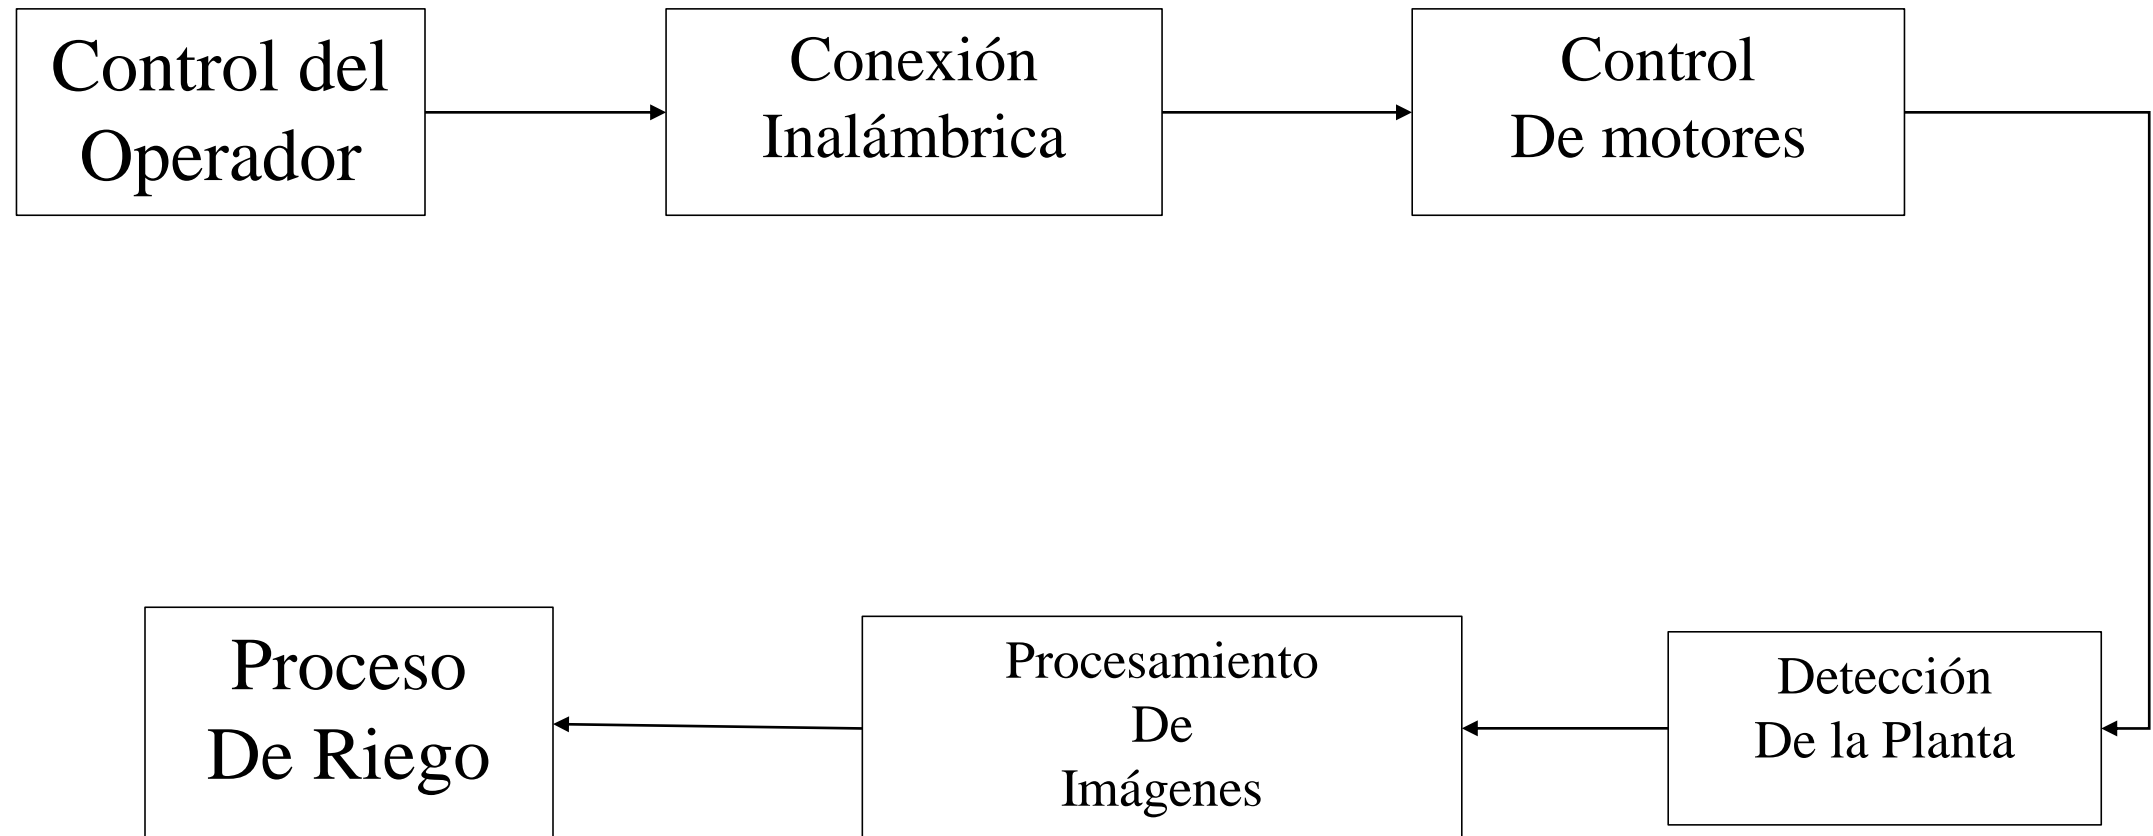 Control del
Operador
Conexión
Inalámbrica
Control
De motores
Detección
De la Planta
Procesamiento
De
Imágenes
Proceso
De Riego